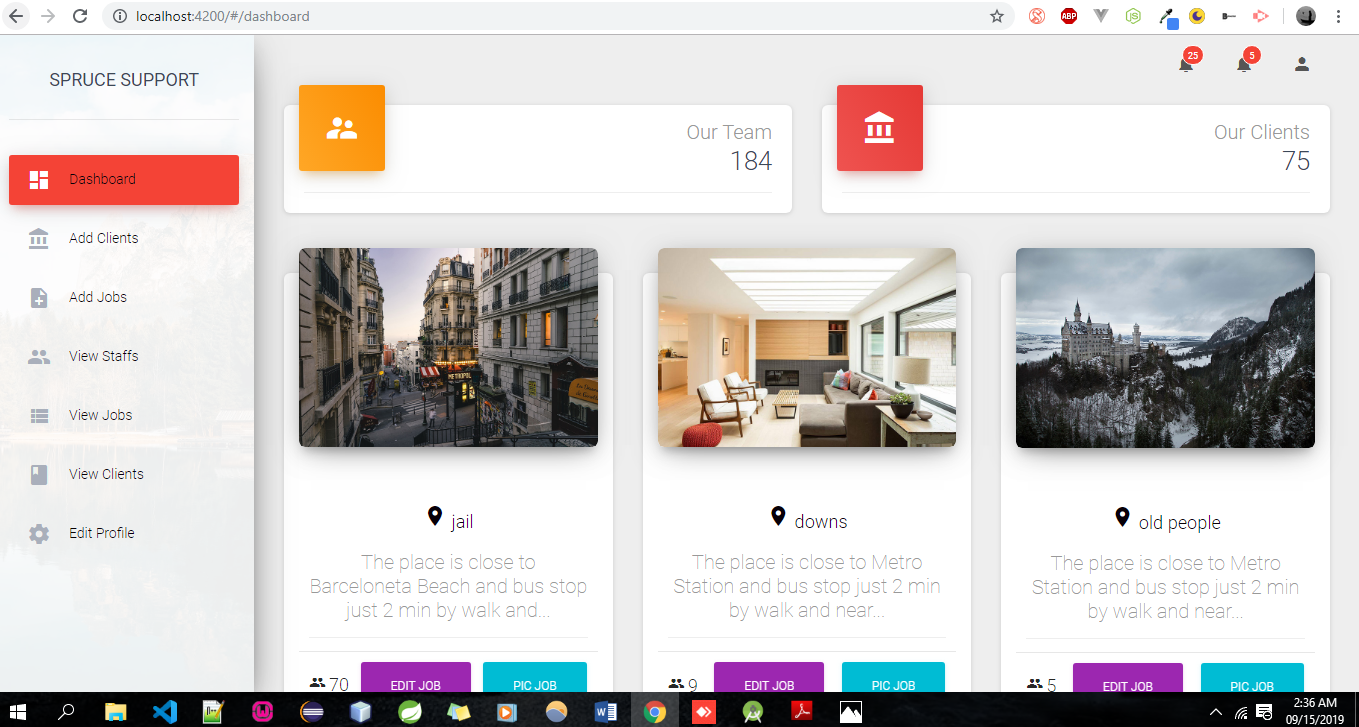 localhost:4200/#/dashboard
ABP
JS
SPRUCE SUPPORT
25
5
Dashboard
Add Clients
Add Jobs
View Staffs
View Jobs
View Clients
Edit Profile
Our Team
184
Our Clients
75
METROPOL
jail
The place is close to
Barceloneta Beach and bus stop
just 2 min by walk and...
70
EDIT JOB
PIC JOB
downs
The place is close to Metro
Station and bus stop just 2 min
by walk and near...
9
EDIT JOB
PIC JOB
old people
The place is close to Metro
Station and bus stop just 2 min
by walk and near...
5
EDIT JOB
PIC JOB
2:36 AM
09/15/2019